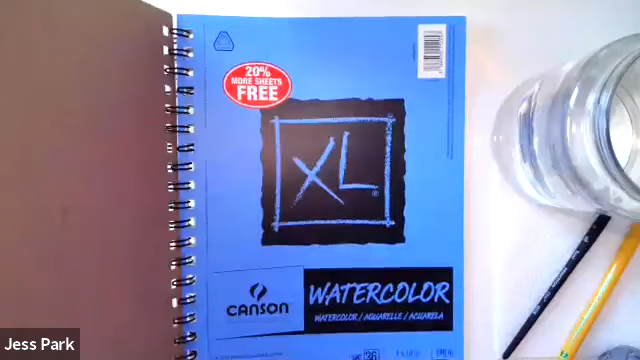 20%
MORE SHEETS
FREE
XL
®
CANSON
WATERCOLOR
WATERCOLOR / AQUARELLE / ACUARELA
36
Jess Park